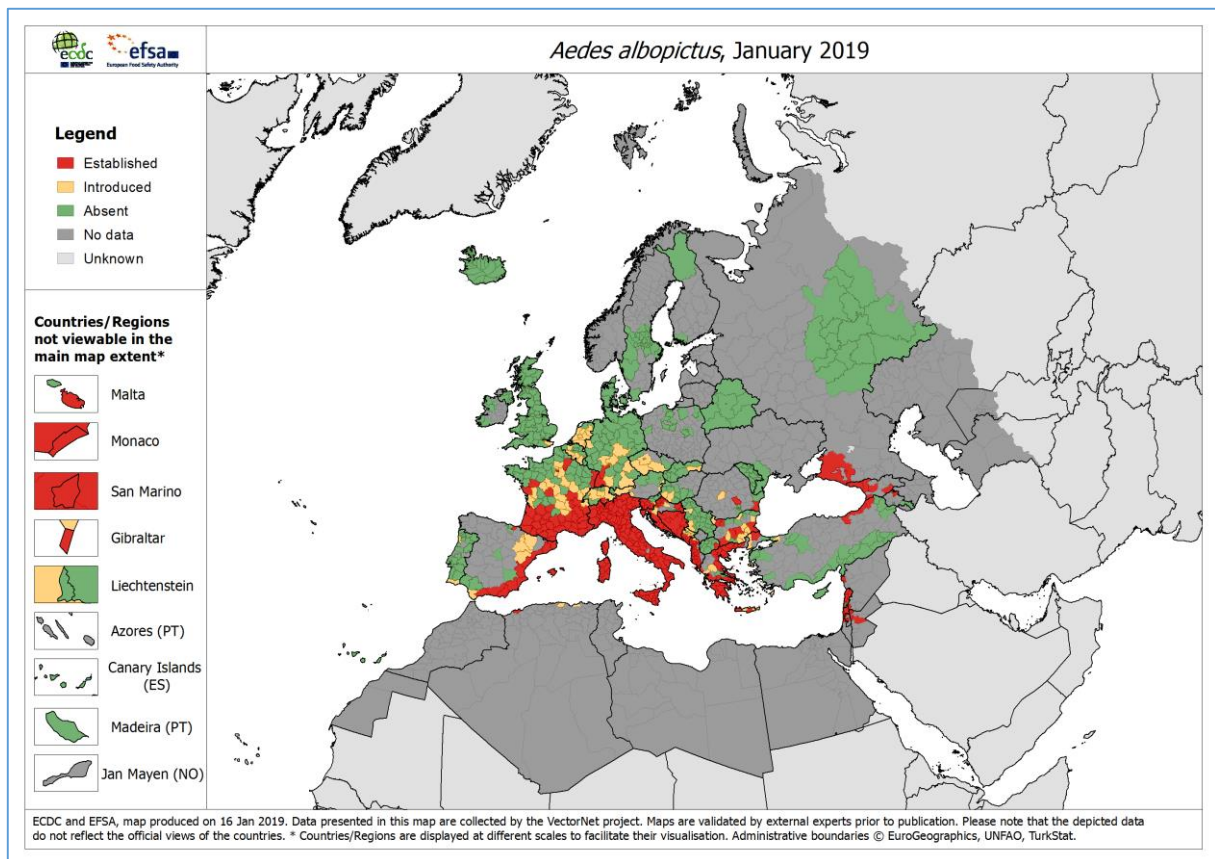 ecdc
efsa
European Food Safety Authority
Aedes albopictus, January 2019
Legend
Established
Introduced
Absent
No data
Unknown
Countries/Regions
not viewable in the
main map extent*
Malta
Monaco
San Marino
Gibraltar
Liechtenstein
Azores (PT)
Canary Islands
(ES)
Madeira (PT)
Jan Mayen (NO)
ECDC and EFSA, map produced on 16 Jan 2019. Data presented in this map are collected by the VectorNet project. Maps are validated by external experts prior to publication. Please note that the depicted data
do not reflect the official views of the countries. * Countries/Regions are displayed at different scales to facilitate their visualisation. Administrative boundaries © EuroGeographics, UNFAO, TurkStat.